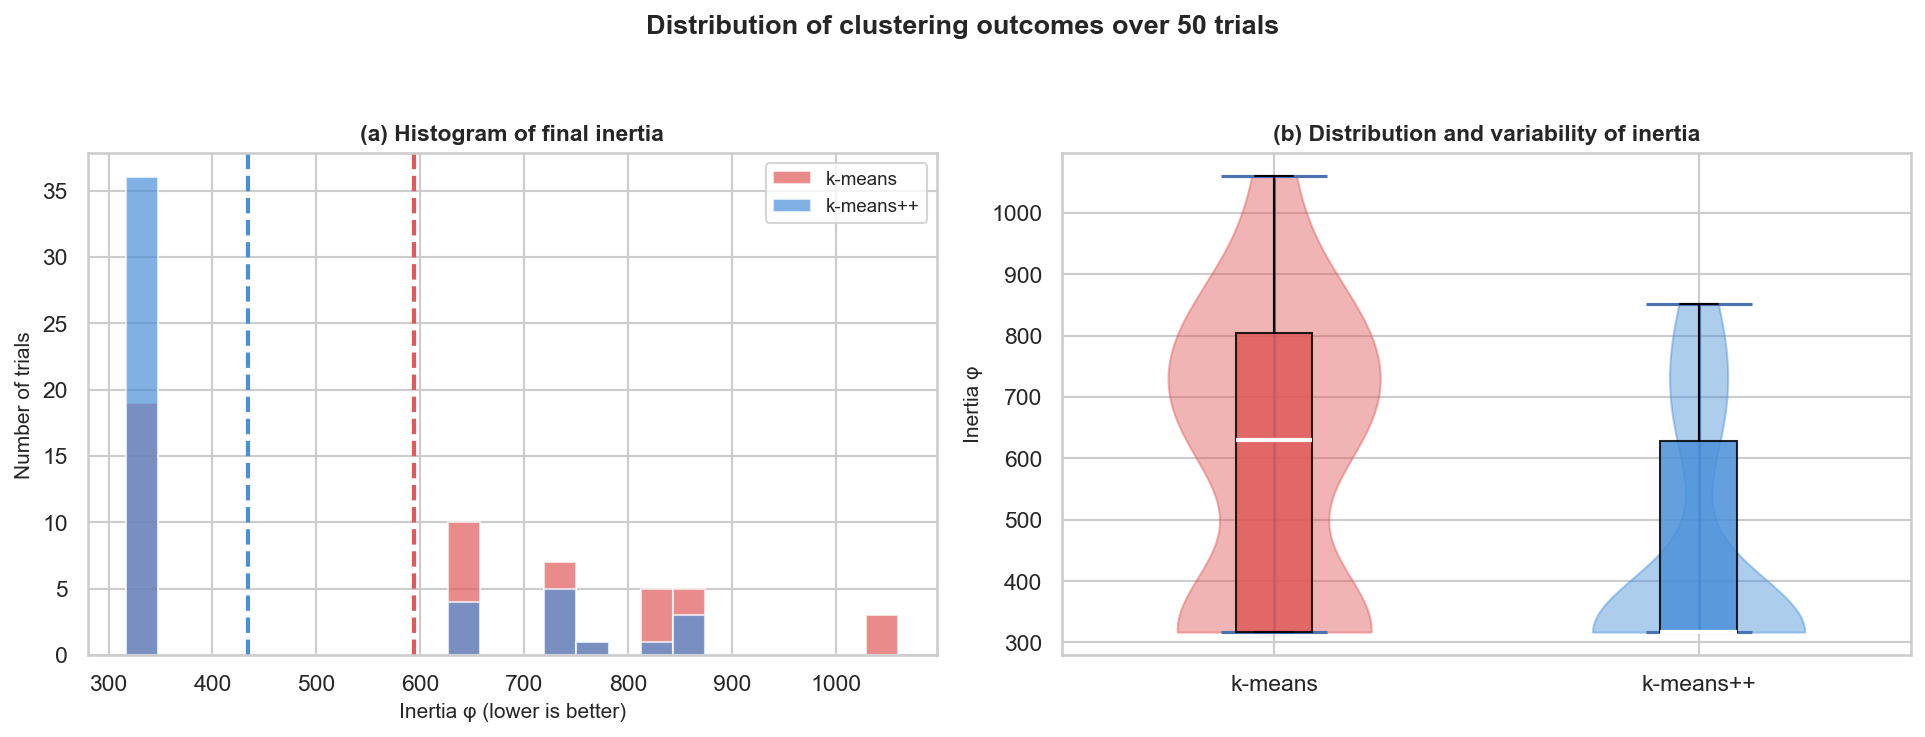 Distribution of clustering outcomes over 50 trials
(a) Histogram of final inertia
k-means
k-means++
Number of trials
35
30
25
20
15
10
5
0
300 400 500 600 700 800 900 1000
Inertia φ (lower is better)
(b) Distribution and variability of inertia
Inertia φ
1000
900
800
700
600
500
400
300
k-means k-means++